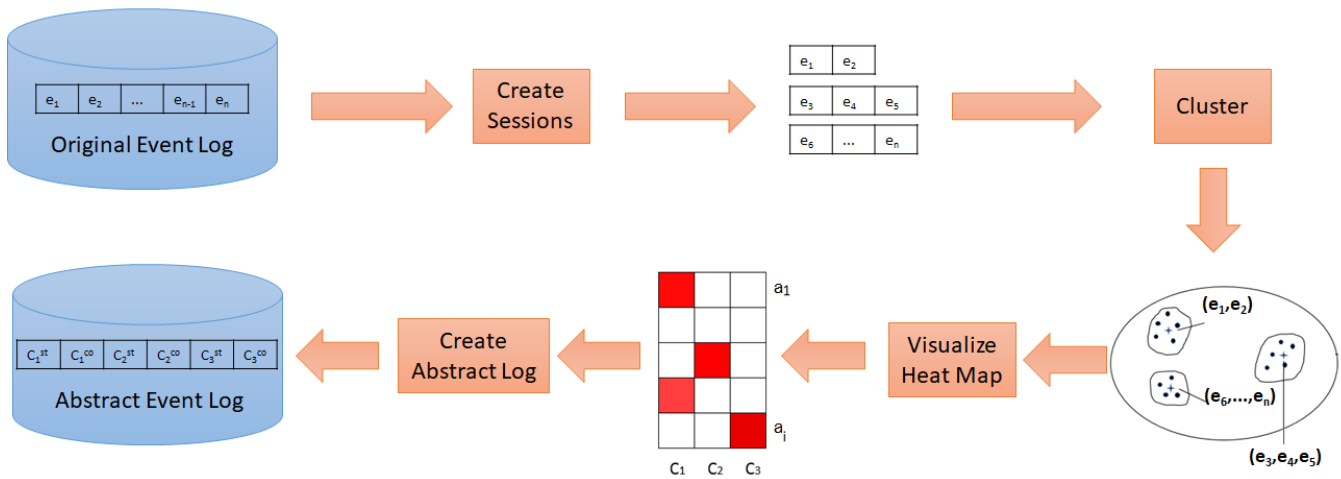 e1 e2 ... en-1 en
Original Event Log
Create
Sessions
e1 e2
e3 e4 e5
e6 ... en
Cluster
(e1,e2)
(e6,...,en)
(e3,e4,e5)
Visualize
Heat Map
a1
ai
C1 C2 C3
Create
Abstract Log
C1st C1co C2st C2co C3st C3co
Abstract Event Log